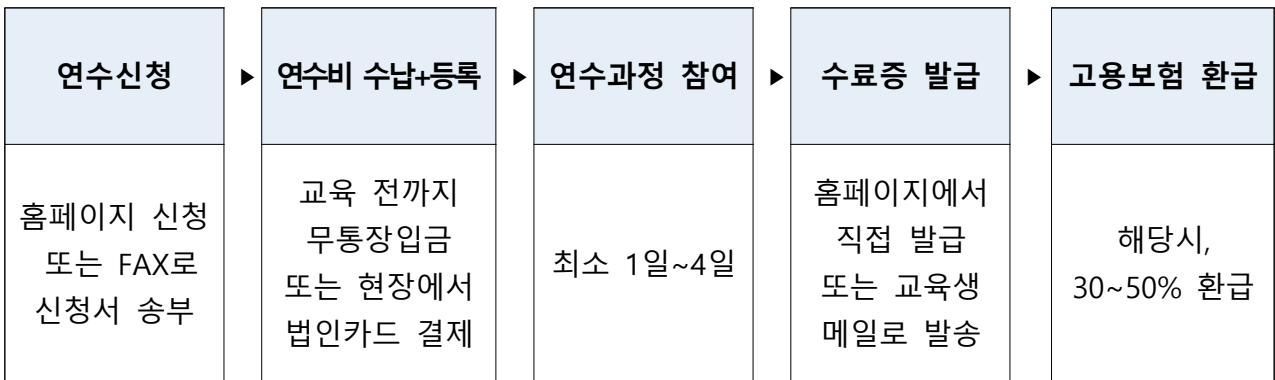 연수신청
▶
연수비 수납+등록
▶
연수과정 참여
▶
수료증 발급
▶
고용보험 환급
홈페이지 신청
또는 FAX로
신청서 송부
교육 전까지
무통장입금
또는 현장에서
법인카드 결제
최소 1일~4일
홈페이지에서
직접 발급
또는 교육생
메일로 발송
해당시,
30~50% 환급